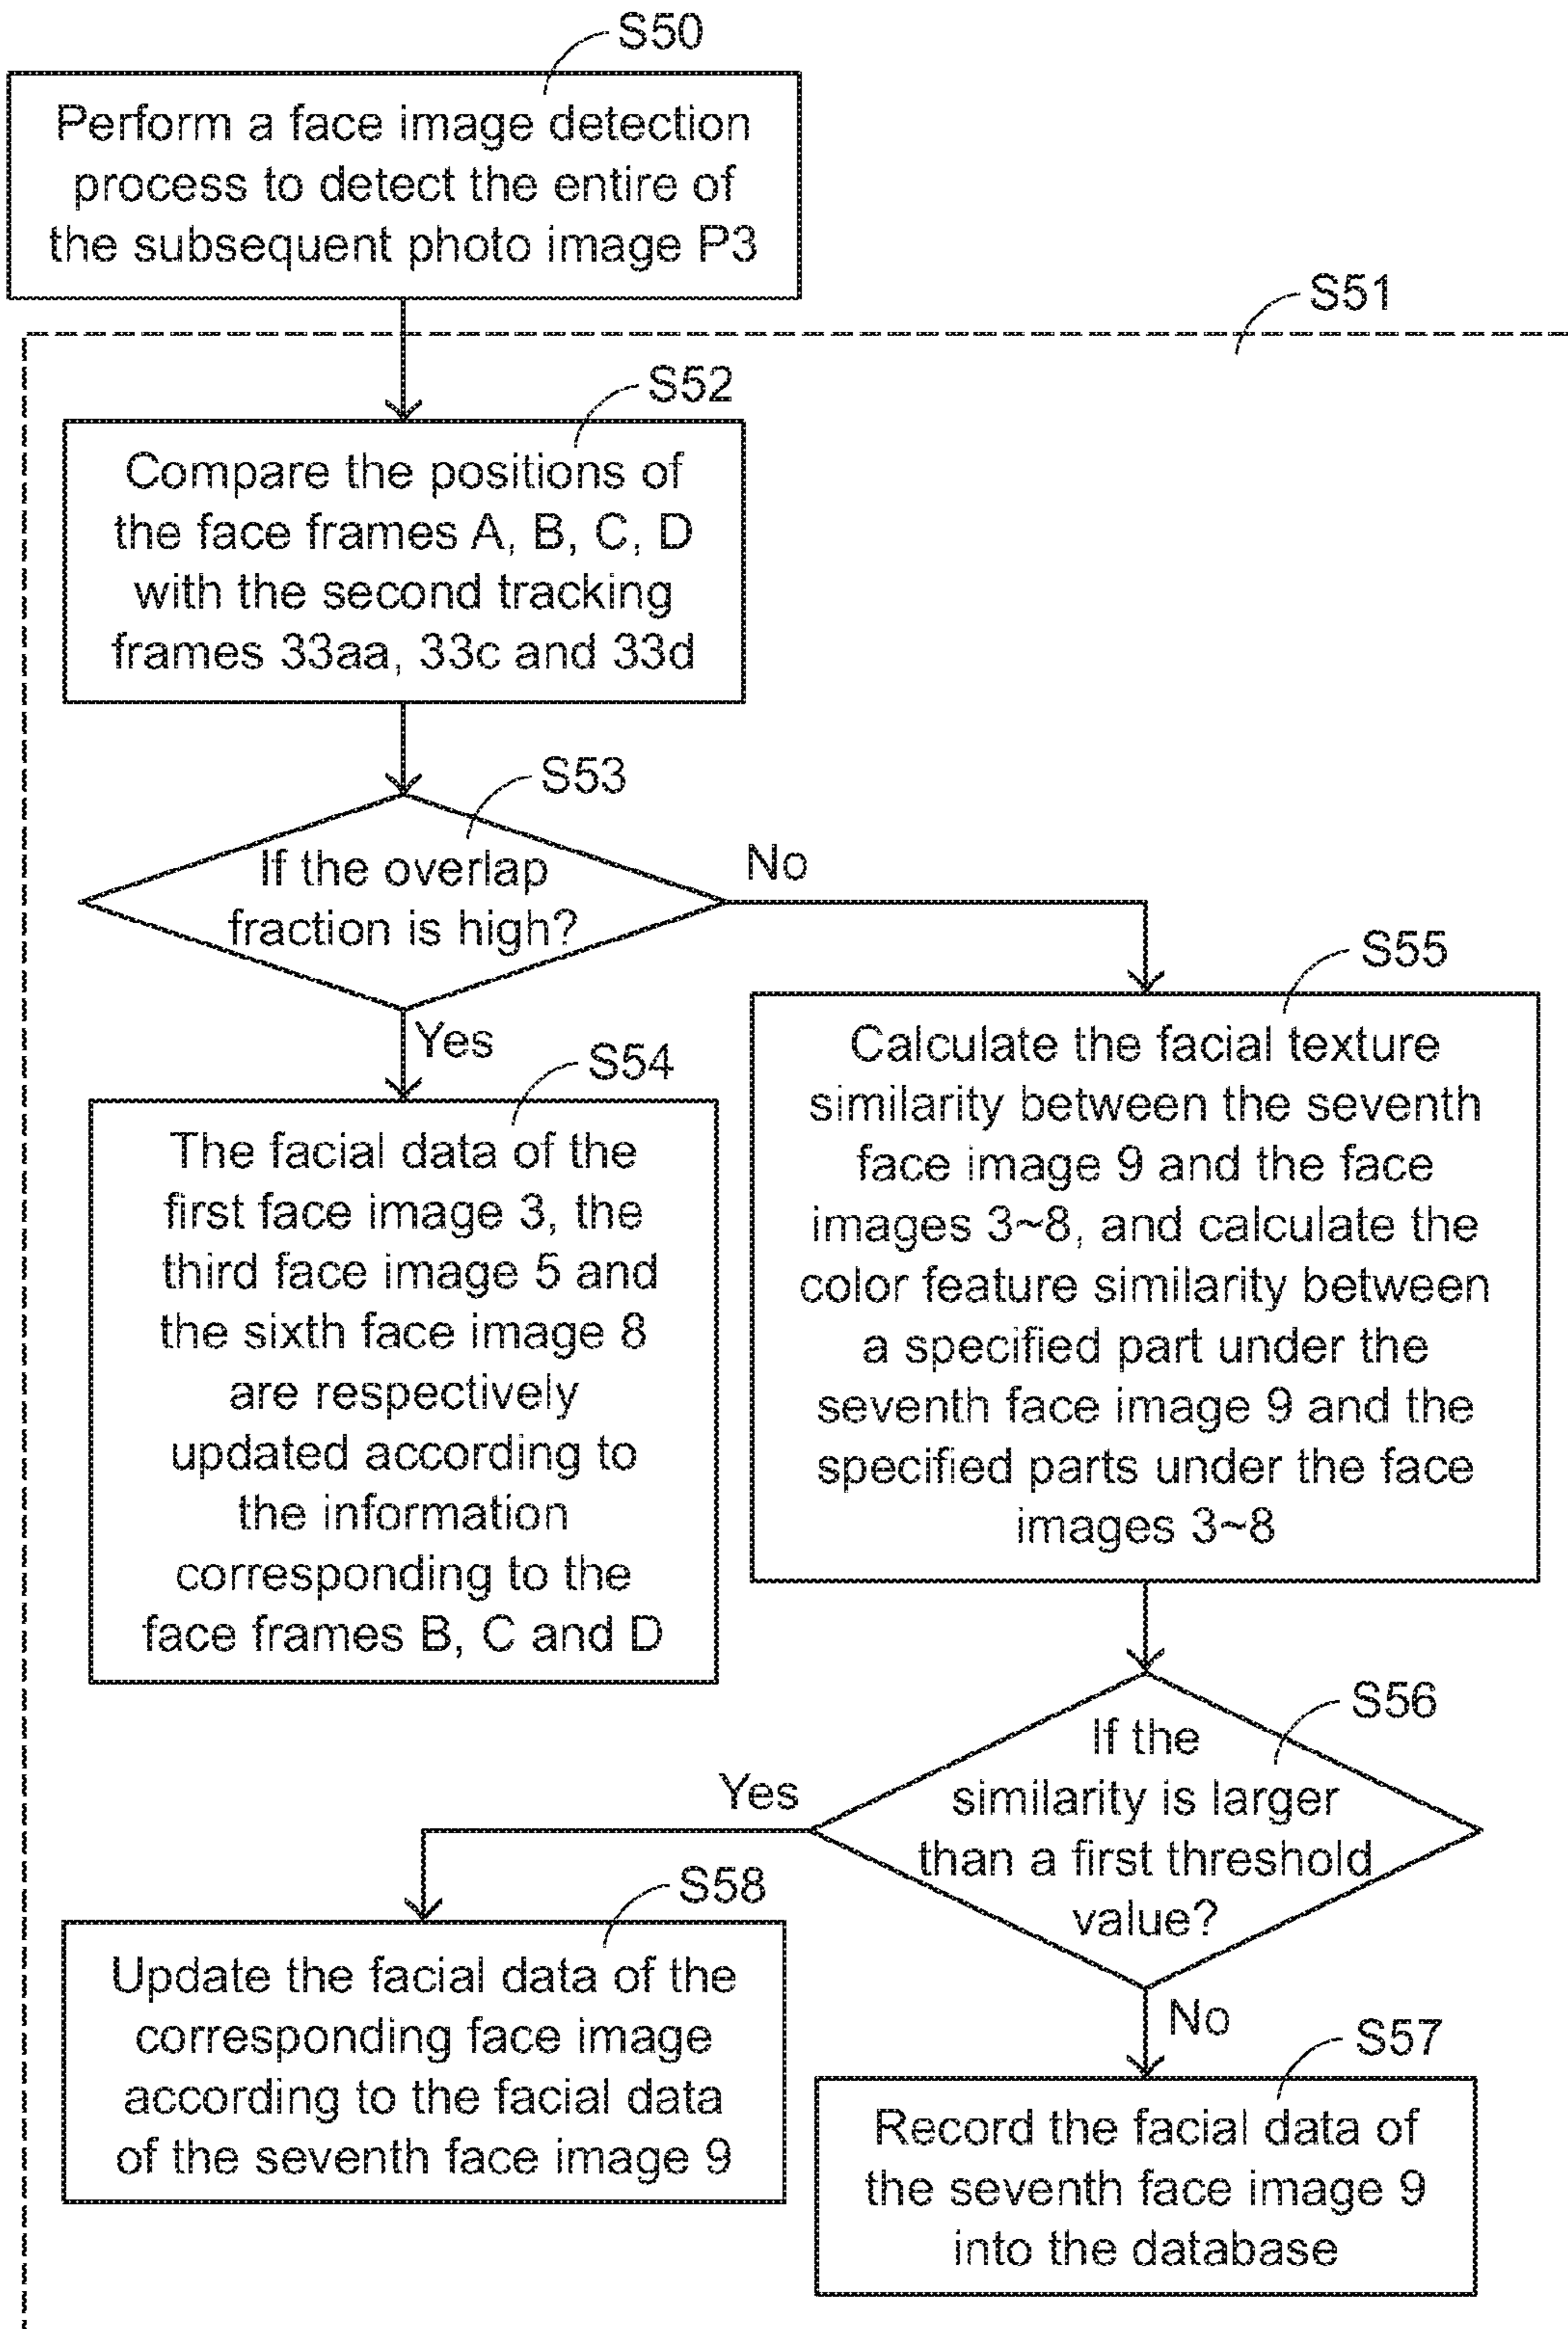 S50
Perform a face image detection
process to detect the entire of
the subsequent photo image P3
S51
S52
Compare the positions of
the face frames A, B, C, D
with the second tracking
frames 33aa, 33c and 33d
S53
If the overlap
fraction is high?
No
Yes
S54
The facial data of the
first face image 3, the
third face image 5 and
the sixth face image 8
are respectively
updated according to
the information
corresponding to the
face frames B, C and D
S55
Calculate the facial texture
similarity between the seventh
face image 9 and the face
images 3~8, and calculate the
color feature similarity between
a specified part under the
seventh face image 9 and the
specified parts under the face
images 3~8
S56
If the
similarity is larger
than a first threshold
value?
Yes
No
S58
Update the facial data of the
corresponding face image
according to the facial data
of the seventh face image 9
S57
Record the facial data of
the seventh face image 9
into the database